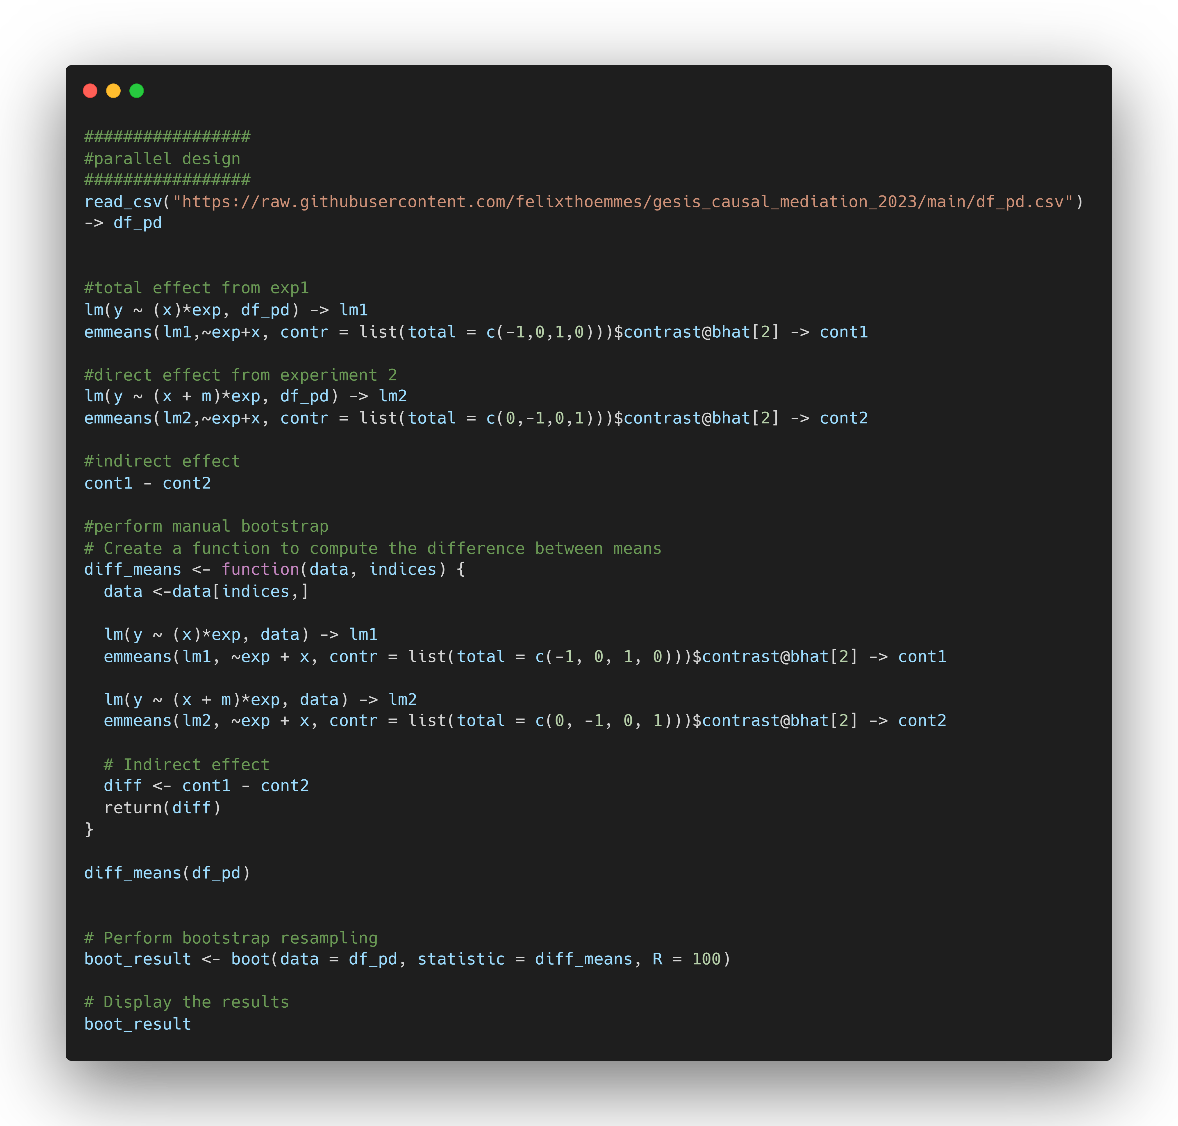 #################
#parallel design
#################
read_csv("https://raw.githubusercontent.com/felixthoemmes/gesis_causal_mediation_2023/main/df_pd.csv")
-> df_pd
#total effect from exp1
lm(y ~ (x)*exp, df_pd) -> lm1
emmeans(lm1,~exp+x, contr = list(total = c(-1,0,1,0)))$contrast@bhat[2] -> cont1
#direct effect from experiment 2
lm(y ~ (x + m)*exp, df_pd) -> lm2
emmeans(lm2,~exp+x, contr = list(total = c(0,-1,0,1)))$contrast@bhat[2] -> cont2
#indirect effect
cont1 - cont2
#perform manual bootstrap
# Create a function to compute the difference between means
diff_means <- function(data, indices) {
  data <-data[indices,]
  lm(y ~ (x)*exp, data) -> lm1
  emmeans(lm1, ~exp + x, contr = list(total = c(-1, 0, 1, 0)))$contrast@bhat[2] -> cont1
  lm(y ~ (x + m)*exp, data) -> lm2
  emmeans(lm2, ~exp + x, contr = list(total = c(0, -1, 0, 1)))$contrast@bhat[2] -> cont2
  # Indirect effect
  diff <- cont1 - cont2
  return(diff)
}
diff_means(df_pd)
# Perform bootstrap resampling
boot_result <- boot(data = df_pd, statistic = diff_means, R = 100)
# Display the results
boot_result